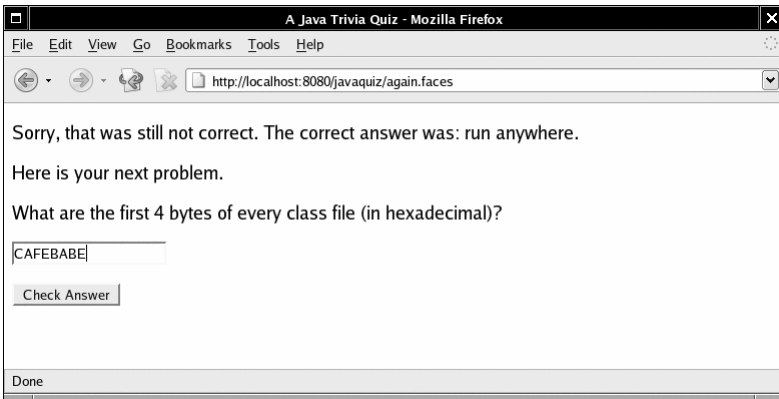 A Java Trivia Quiz - Mozilla Firefox
File Edit View Go Bookmarks Tools Help
http://localhost:8080/javaquiz/again.faces
Sorry, that was still not correct. The correct answer was: run anywhere.
Here is your next problem.
What are the first 4 bytes of every class file (in hexadecimal)?
CAFEBABE
Check Answer
Done